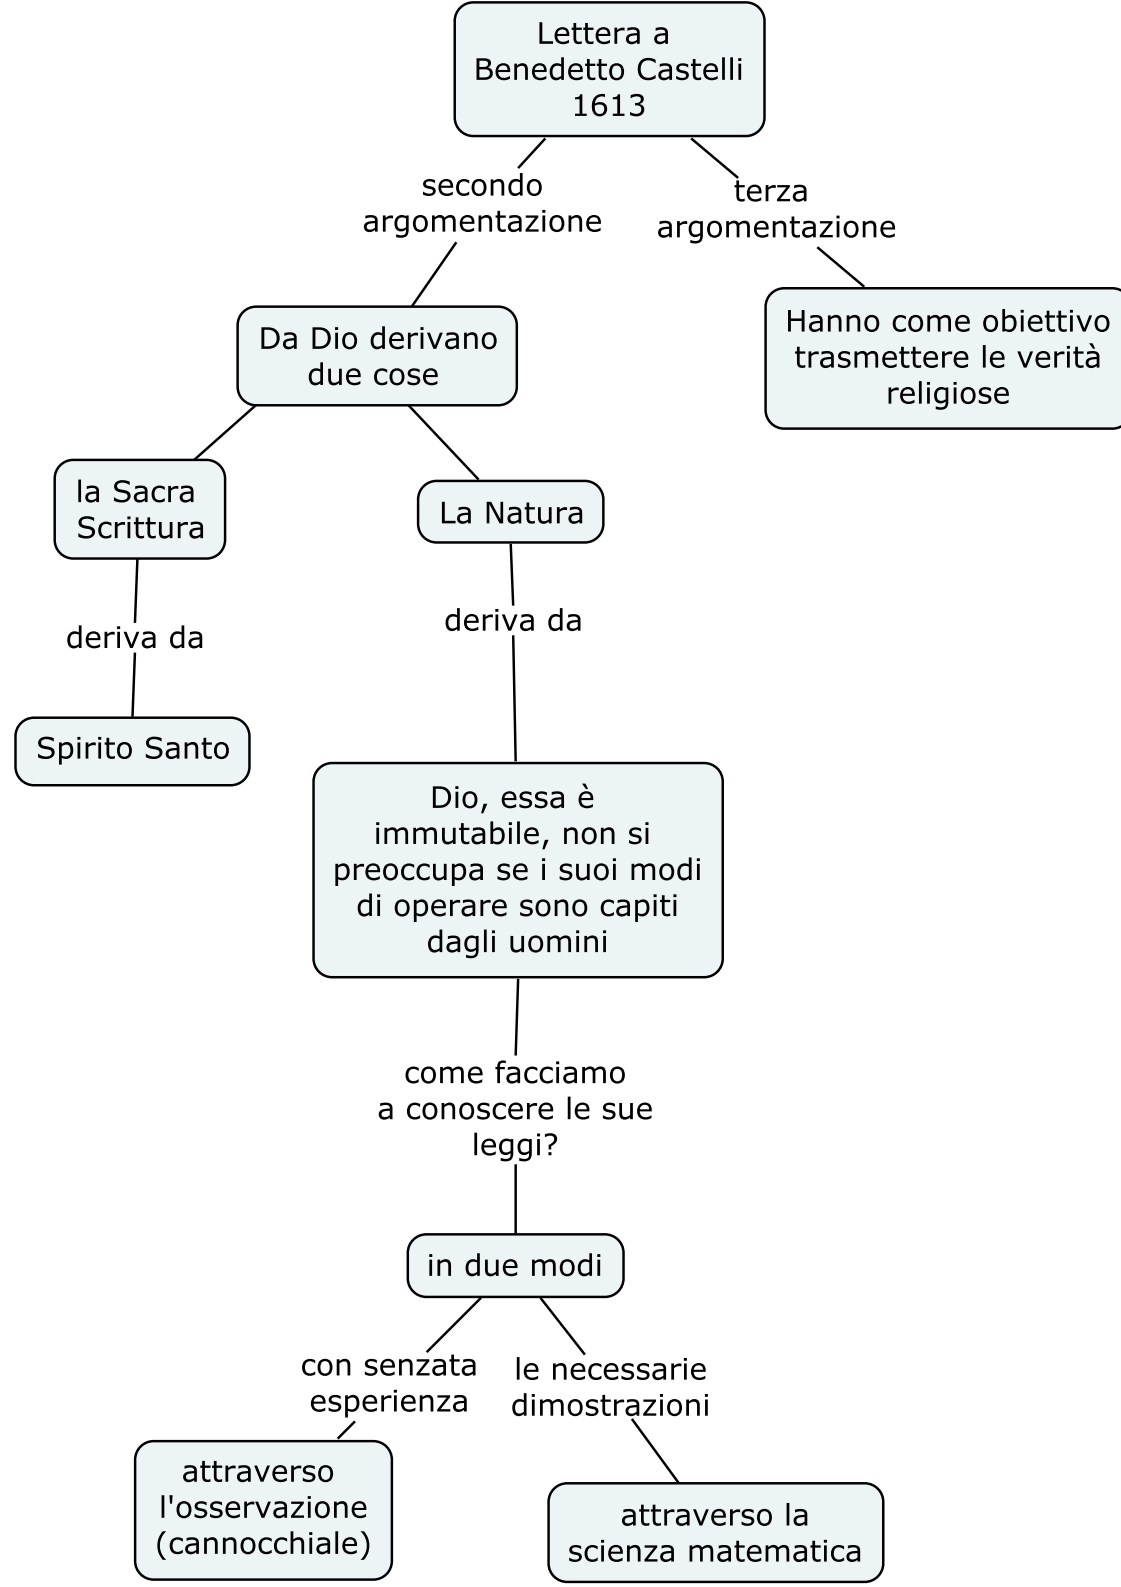 Lettera a
Benedetto Castelli
1613
secondo
argomentazione
terza
argomentazione
Da Dio derivano
due cose
Hanno come obiettivo
trasmettere le verità
religiose
la Sacra
Scrittura
La Natura
deriva da
deriva da
Spirito Santo
Dio, essa è
immutabile, non si
preoccupa se i suoi modi
di operare sono capiti
dagli uomini
come facciamo
a conoscere le sue
leggi?
in due modi
con senzata
esperienza
le necessarie
dimostrazioni
attraverso
l'osservazione
(cannocchiale)
attraverso la
scienza matematica